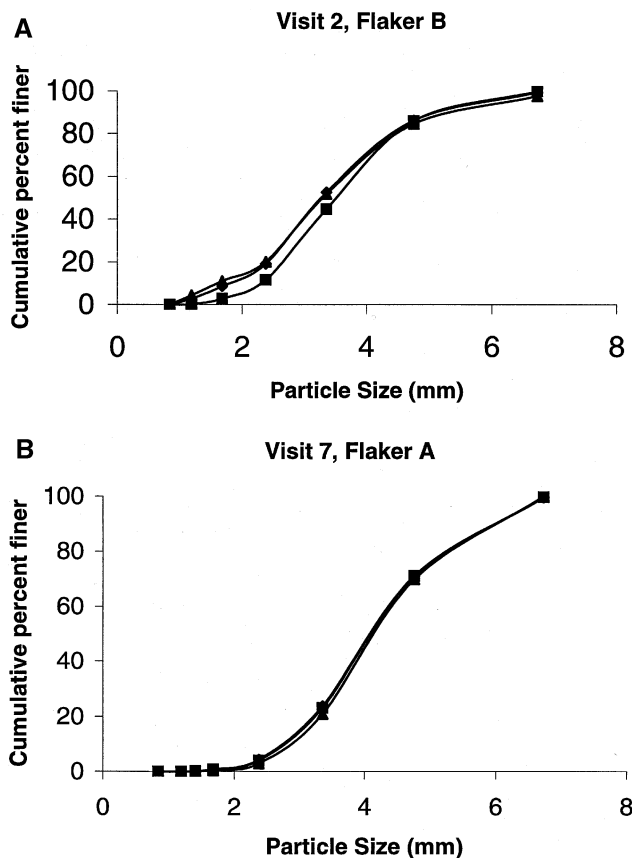 A
Visit 2, Flaker B
Cumulative percent finer
100
80
60
40
20
0
0 2 4 6 8
Particle Size (mm)
B
Visit 7, Flaker A
Cumulative percent finer
100
80
60
40
20
0
0 2 4 6 8
Particle Size (mm)